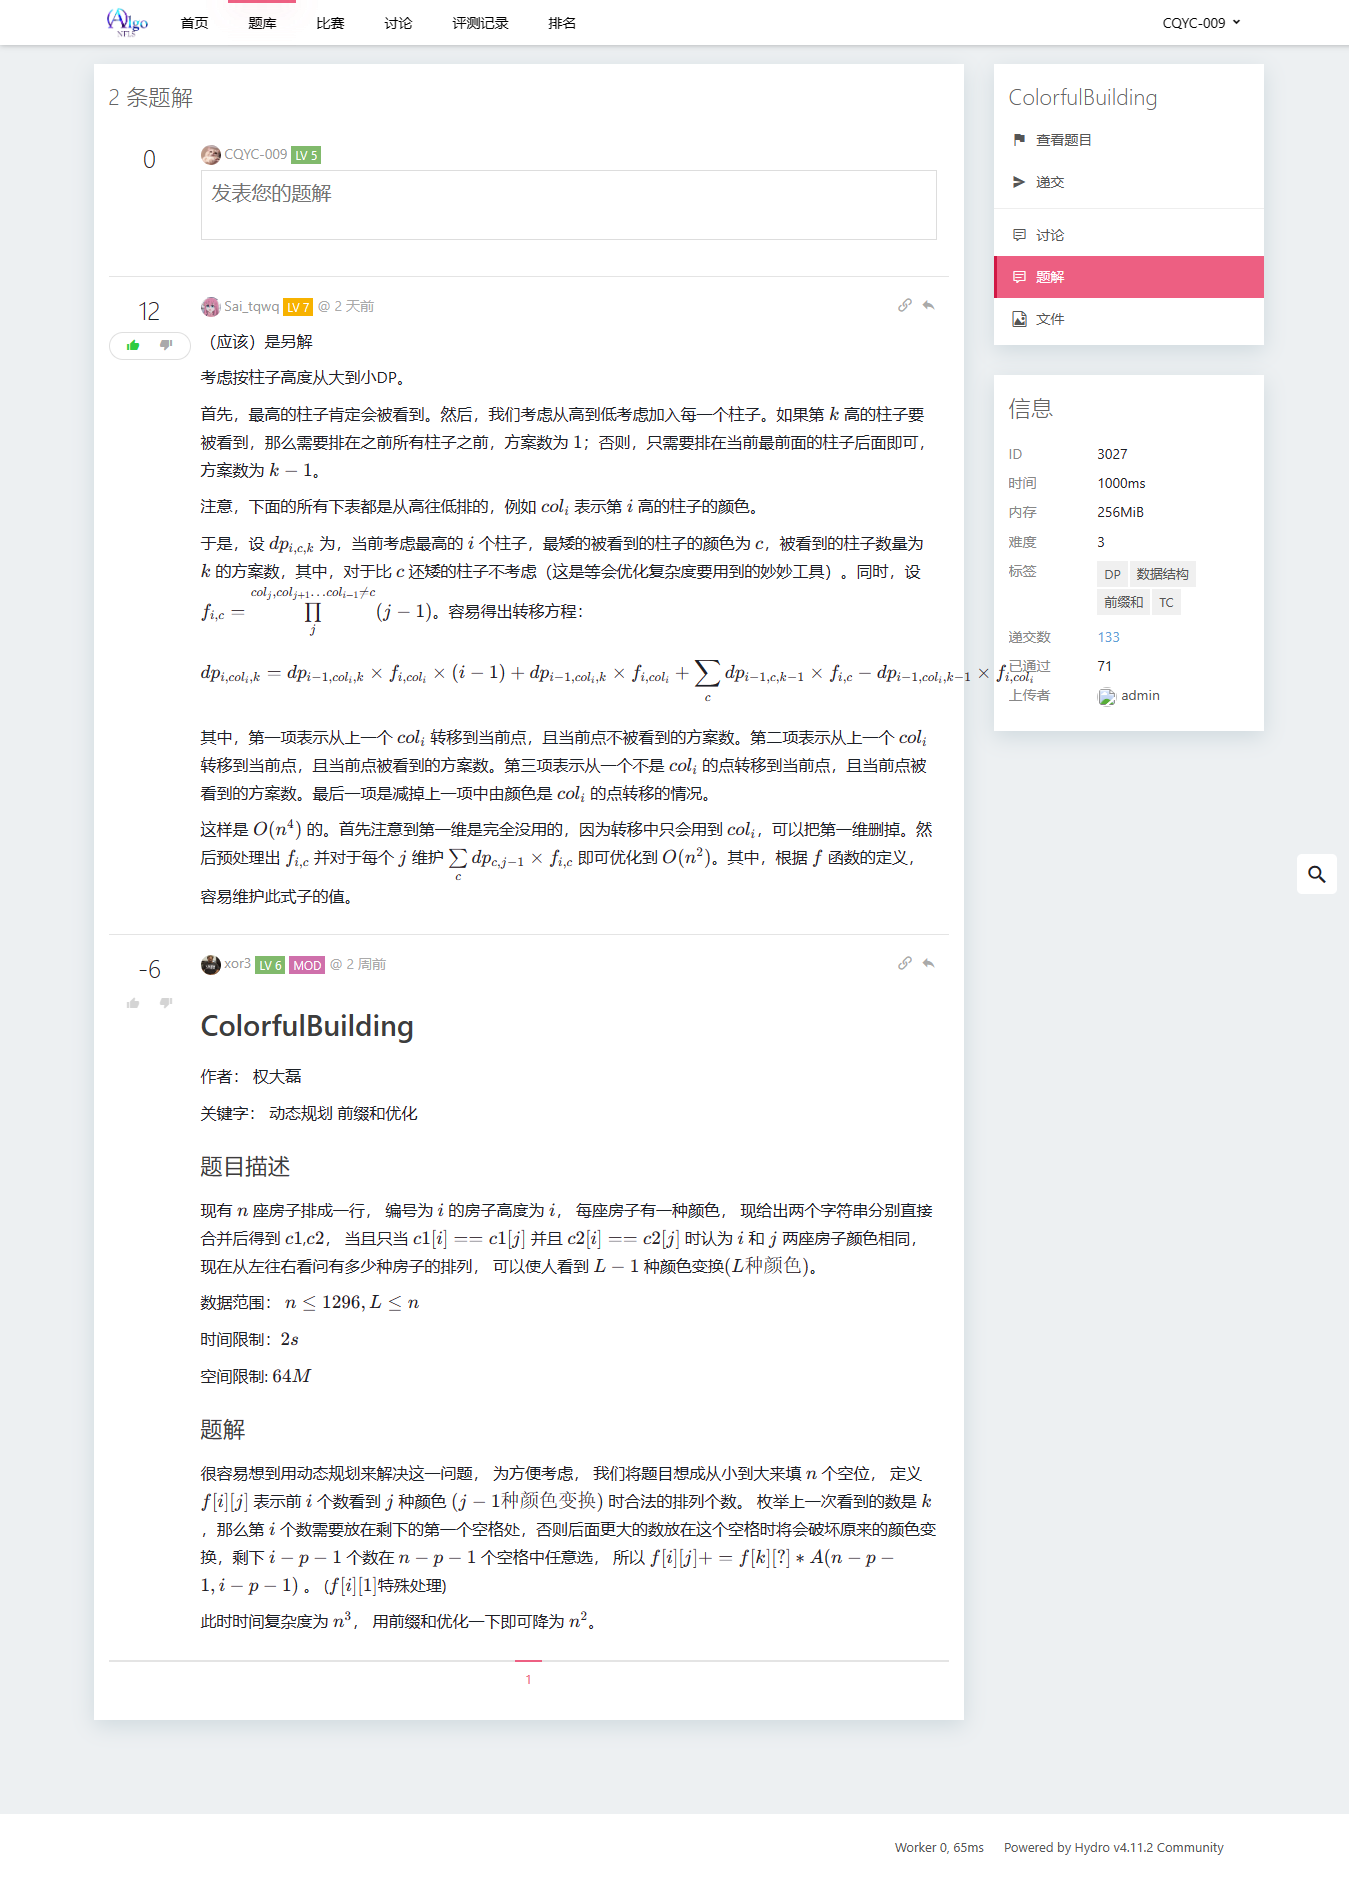 Algo
NFLS
首页 题库 比赛 讨论 评测记录 排名
CQYC-009
2 条题解
0
CQYC-009 LV 5
发表您的题解
12
Sai_tqwq LV 7 @ 2 天前
（应该）是另解
考虑按柱子高度从大到小DP。
首先，最高的柱子肯定会被看到。然后，我们考虑从高到低考虑加入每一个柱子。如果第 k 高的柱子要
被看到，那么需要排在之前所有柱子之前，方案数为 1；否则，只需要排在当前最前面的柱子后面即可，
方案数为 k − 1。
注意，下面的所有下表都是从高往低排的，例如 col_i 表示第 i 高的柱子的颜色。
于是，设 dp_{i,c,k} 为，当前考虑最高的 i 个柱子，最矮的被看到的柱子的颜色为 c，被看到的柱子数量为
k 的方案数，其中，对于比 c 还矮的柱子不考虑（这是等会优化复杂度要用到的妙妙工具）。同时，设
f_{i,c} = ∏_j^{col_j,col_{j+1}…col_{i−1}≠c} (j − 1)。容易得出转移方程：
dp_{i,col_i,k} = dp_{i−1,col_i,k} × f_{i,col_i} × (i − 1) + dp_{i−1,col_i,k} × f_{i,col_i} + ∑_c dp_{i−1,c,k−1} × f_{i,c} − dp_{i−1,col_i,k−1} × f_{i,col_i}
其中，第一项表示从上一个 col_i 转移到当前点，且当前点不被看到的方案数。第二项表示从上一个 col_i
转移到当前点，且当前点被看到的方案数。第三项表示从一个不是 col_i 的点转移到当前点，且当前点被
看到的方案数。最后一项是减掉上一项中由颜色是 col_i 的点转移的情况。
这样是 O(n^4) 的。首先注意到第一维是完全没用的，因为转移中只会用到 col_i，可以把第一维删掉。然
后预处理出 f_{i,c} 并对于每个 j 维护 ∑_c dp_{c,j−1} × f_{i,c} 即可优化到 O(n^2)。其中，根据 f 函数的定义，
容易维护此式子的值。
-6
xor3 LV 6 MOD @ 2 周前
ColorfulBuilding
作者： 权大磊
关键字： 动态规划 前缀和优化
题目描述
现有 n 座房子排成一行， 编号为 i 的房子高度为 i， 每座房子有一种颜色， 现给出两个字符串分别直接
合并后得到 c1,c2， 当且只当 c1[i] == c1[j] 并且 c2[i] == c2[j] 时认为 i 和 j 两座房子颜色相同，
现在从左往右看问有多少种房子的排列， 可以使人看到 L − 1 种颜色变换(L种颜色)。
数据范围： n ≤ 1296, L ≤ n
时间限制：2s
空间限制: 64M
题解
很容易想到用动态规划来解决这一问题， 为方便考虑， 我们将题目想成从小到大来填 n 个空位， 定义
f[i][j] 表示前 i 个数看到 j 种颜色 (j − 1种颜色变换) 时合法的排列个数。 枚举上一次看到的数是 k
，那么第 i 个数需要放在剩下的第一个空格处，否则后面更大的数放在这个空格时将会破坏原来的颜色变
换，剩下 i − p − 1 个数在 n − p − 1 个空格中任意选， 所以 f[i][j]+ = f[k][?] ∗ A(n − p −
1, i − p − 1) 。 (f[i][1]特殊处理)
此时时间复杂度为 n^3， 用前缀和优化一下即可降为 n^2。
1
ColorfulBuilding
查看题目
递交
讨论
题解
文件
信息
ID 3027
时间 1000ms
内存 256MiB
难度 3
标签 DP 数据结构
前缀和 TC
递交数 133
已通过 71
上传者 admin
Worker 0, 65ms Powered by Hydro v4.11.2 Community